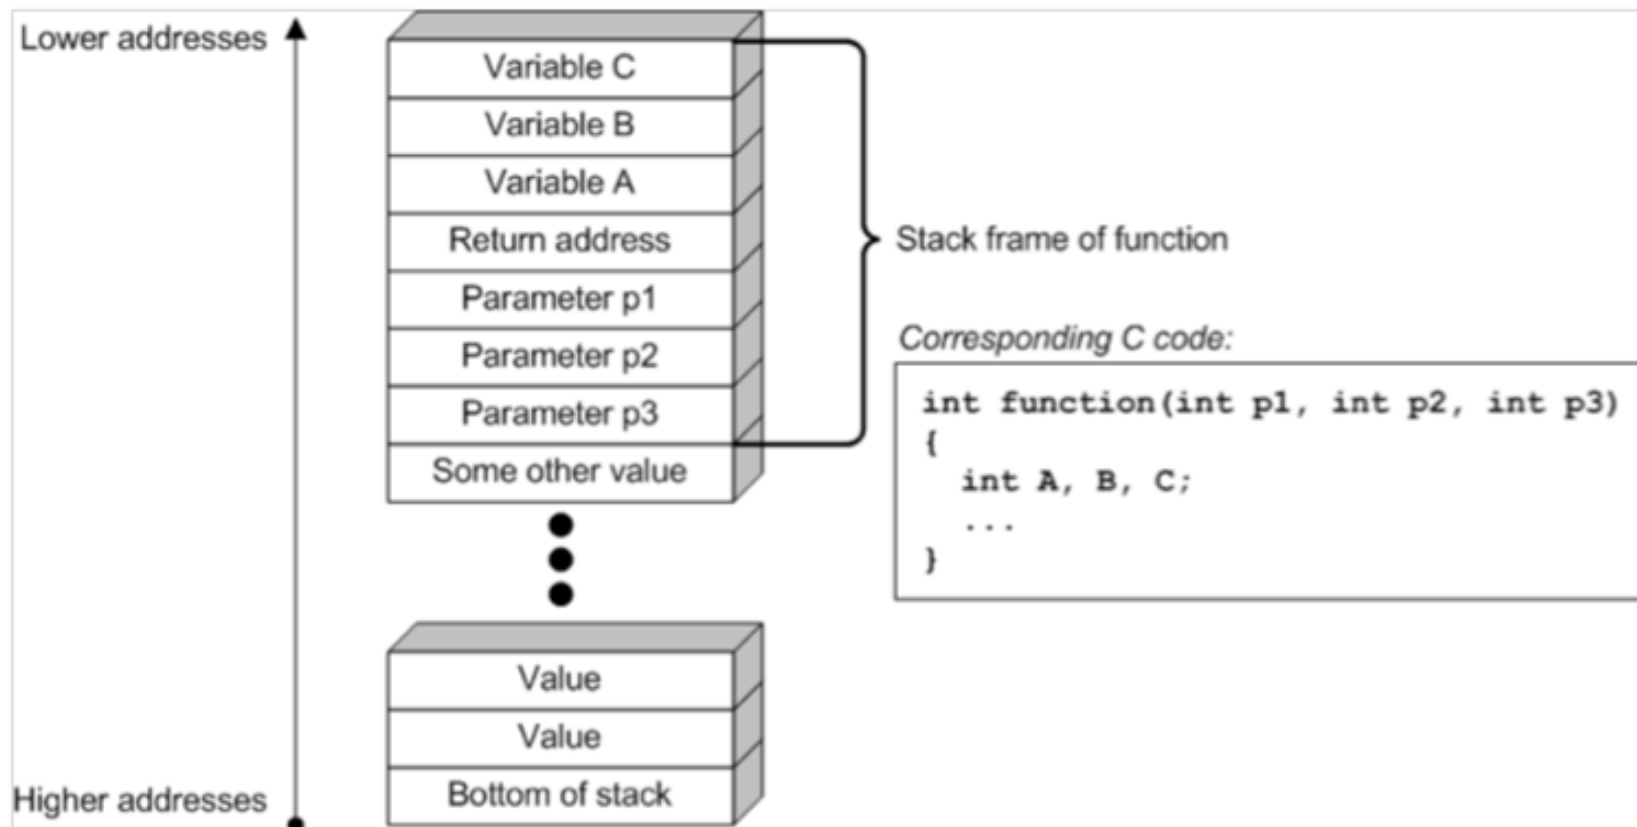 Lower addresses
Variable C
Variable B
Variable A
Return address
Parameter p1
Parameter p2
Parameter p3
Some other value
Stack frame of function
Corresponding C code:
int function(int p1, int p2, int p3)
{
int A, B, C;
...
}
Value
Value
Bottom of stack
Higher addresses